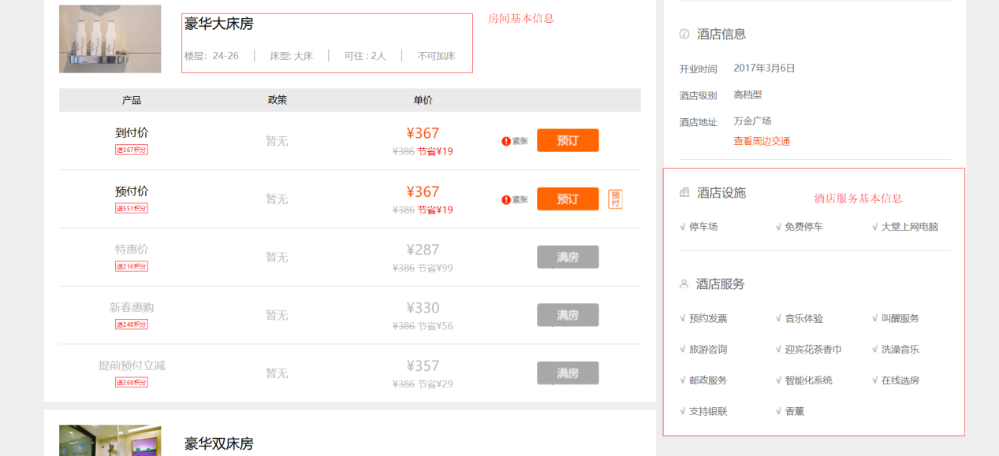 豪华大床房
房间基本信息
楼层: 24-26
床型: 大床
可住 : 2人
不可加床
产品
政策
单价
到付价
送367积分
暂无
¥367
¥386 节省¥19
紧张
预订
预付价
送551积分
暂无
¥367
¥386 节省¥19
紧张
预订
预付
特惠价
送216积分
暂无
¥287
¥386 节省¥99
满房
新春惠购
送248积分
暂无
¥330
¥386 节省¥56
满房
提前预付立减
送268积分
暂无
¥357
¥386 节省¥29
满房
豪华双床房
酒店信息
开业时间 2017年3月6日
酒店级别 高档型
酒店地址 万金广场
查看周边交通
酒店设施
酒店服务基本信息
√ 停车场 √ 免费停车 √ 大堂上网电脑
酒店服务
√ 预约发票 √ 音乐体验 √ 叫醒服务
√ 旅游咨询 √ 迎宾花茶香巾 √ 洗澡音乐
√ 邮政服务 √ 智能化系统 √ 在线选房
√ 支持银联 √ 香薰